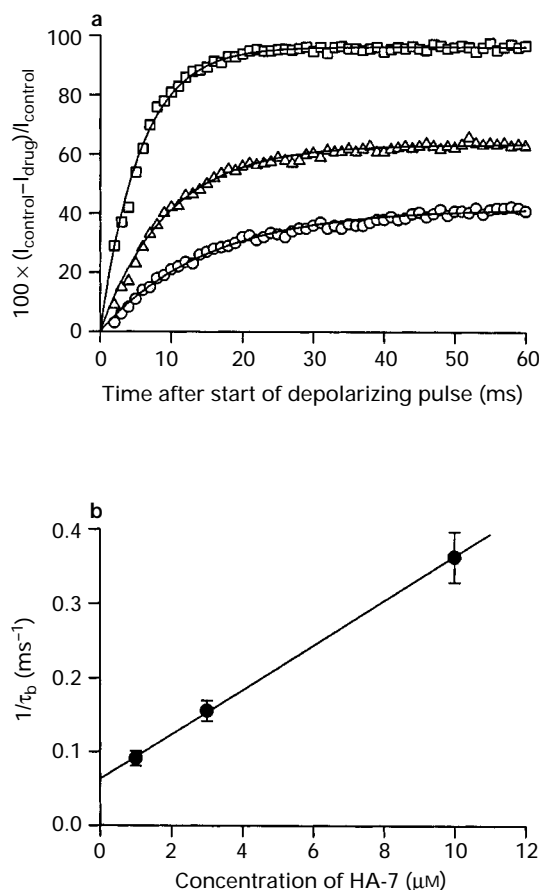 a
100
80
60
40
20
0
100 × (Icontrol–Idrug)/Icontrol
0 10 20 30 40 50 60
Time after start of depolarizing pulse (ms)
b
0.4
0.3
0.2
0.1
0.0
1/τb (ms–1)
0 2 4 6 8 10 12
Concentration of HA-7 (µM)